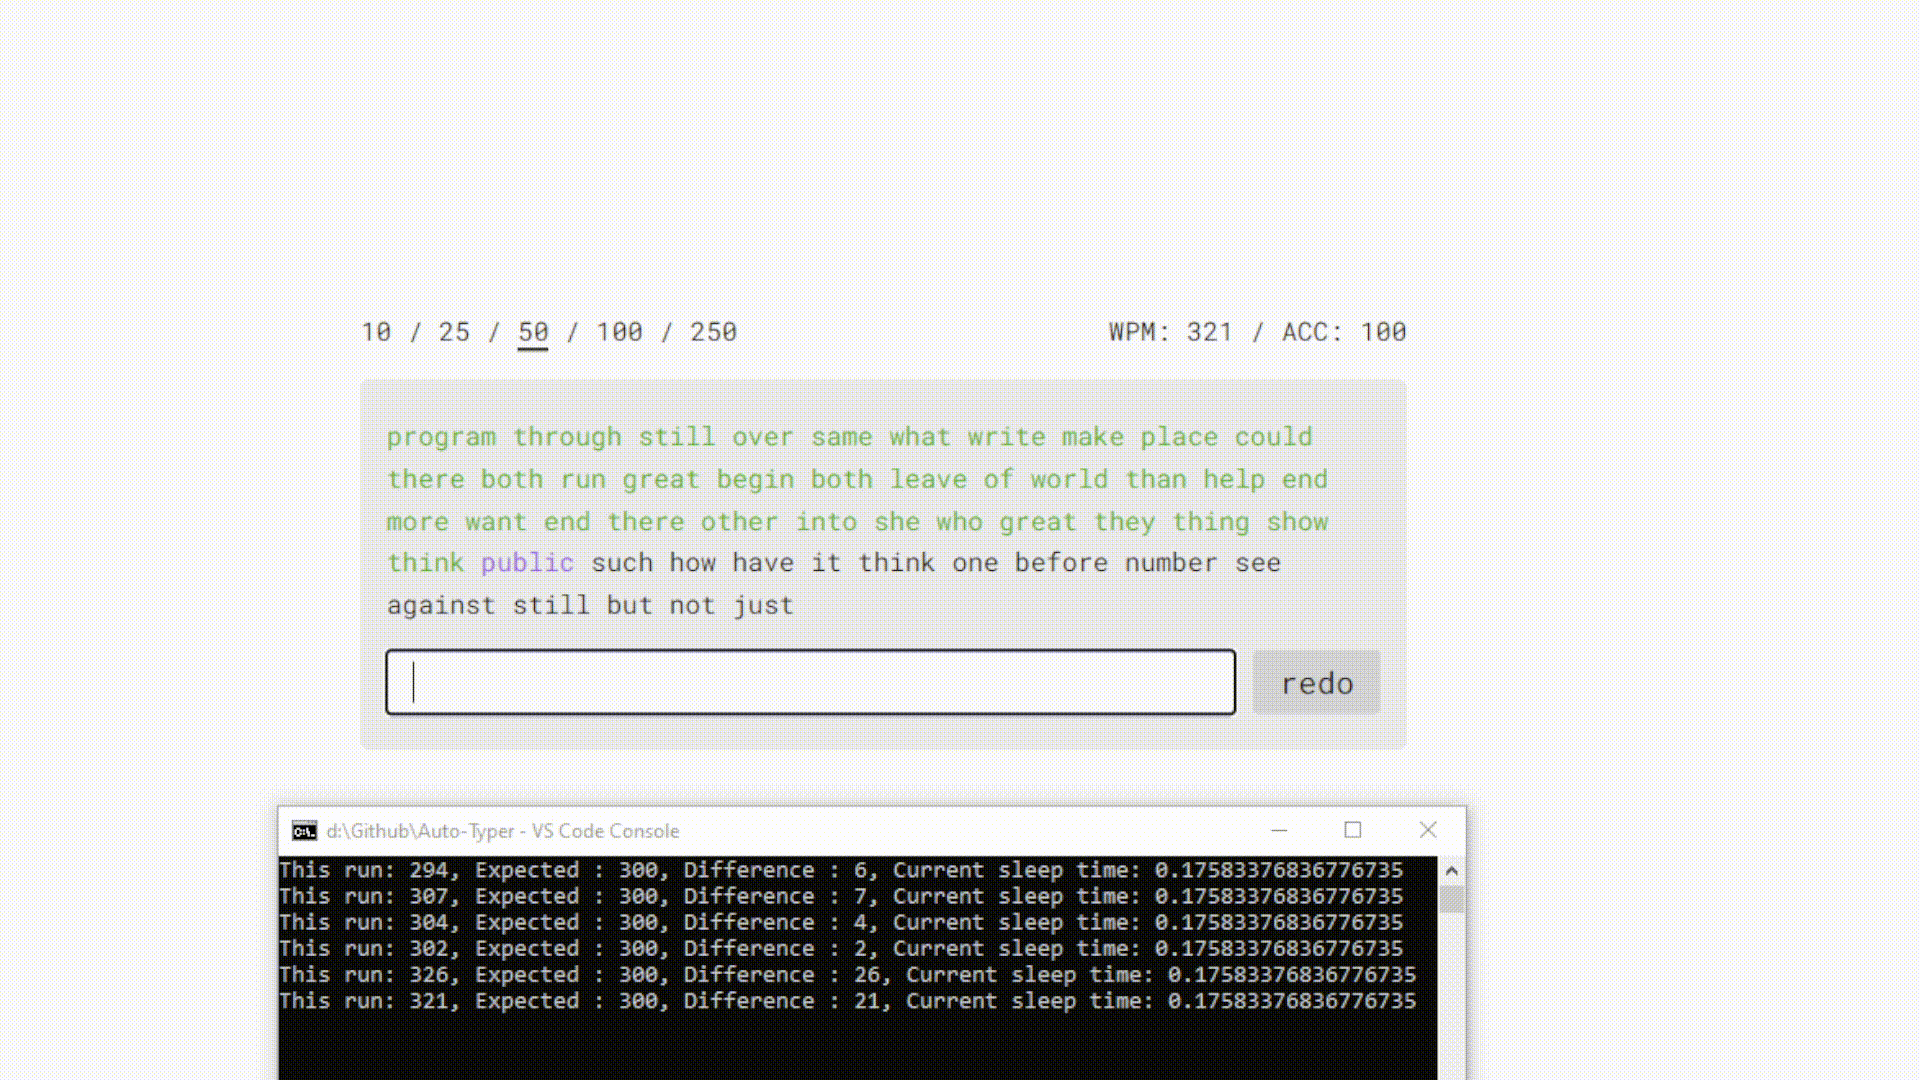 10 / 25 / 50 / 100 / 250 WPM: 321 / ACC: 100
program through still over same what write make place could
there both run great begin both leave of world than help end
more want end there other into she who great they thing show
think public such how have it think one before number see
against still but not just
redo
d:\Github\Auto-Typer - VS Code Console
This run: 294, Expected : 300, Difference : 6, Current sleep time: 0.17583376836776735
This run: 307, Expected : 300, Difference : 7, Current sleep time: 0.17583376836776735
This run: 304, Expected : 300, Difference : 4, Current sleep time: 0.17583376836776735
This run: 302, Expected : 300, Difference : 2, Current sleep time: 0.17583376836776735
This run: 326, Expected : 300, Difference : 26, Current sleep time: 0.17583376836776735
This run: 321, Expected : 300, Difference : 21, Current sleep time: 0.17583376836776735